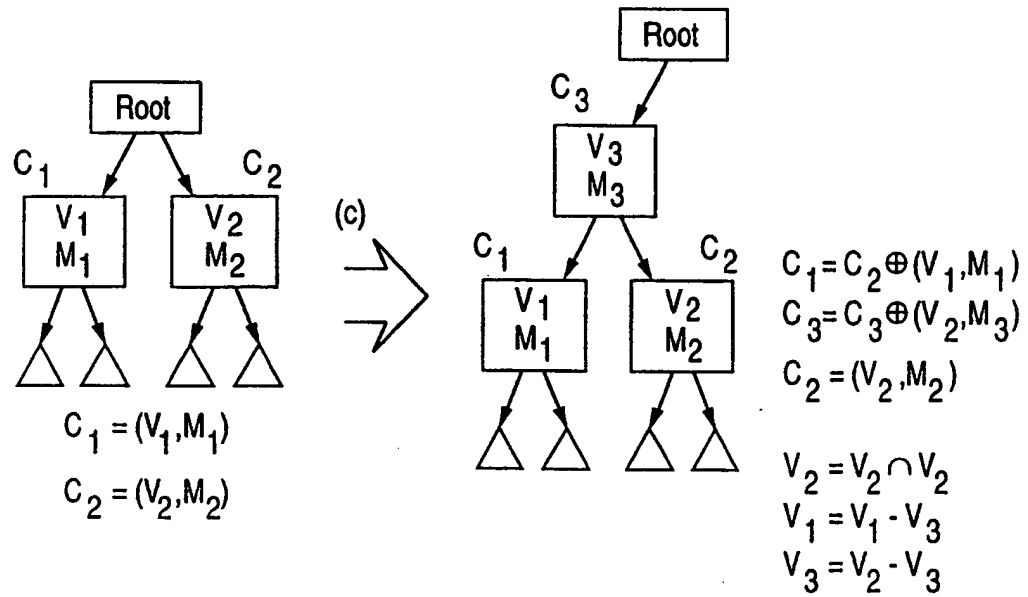 Root
C₁
C₂
V₁
M₁
V₂
M₂
C₁ = (V₁,M₁)
C₂ = (V₂,M₂)
(c)
Root
C₃
V₃
M₃
C₁
C₂
V₁
M₁
V₂
M₂
C₁ = C₂ ⊕ (V₁,M₁)
C₃ = C₃ ⊕ (V₂,M₃)
C₂ = (V₂,M₂)
V₂ = V₂ ∩ V₂
V₁ = V₁ - V₃
V₃ = V₂ - V₃